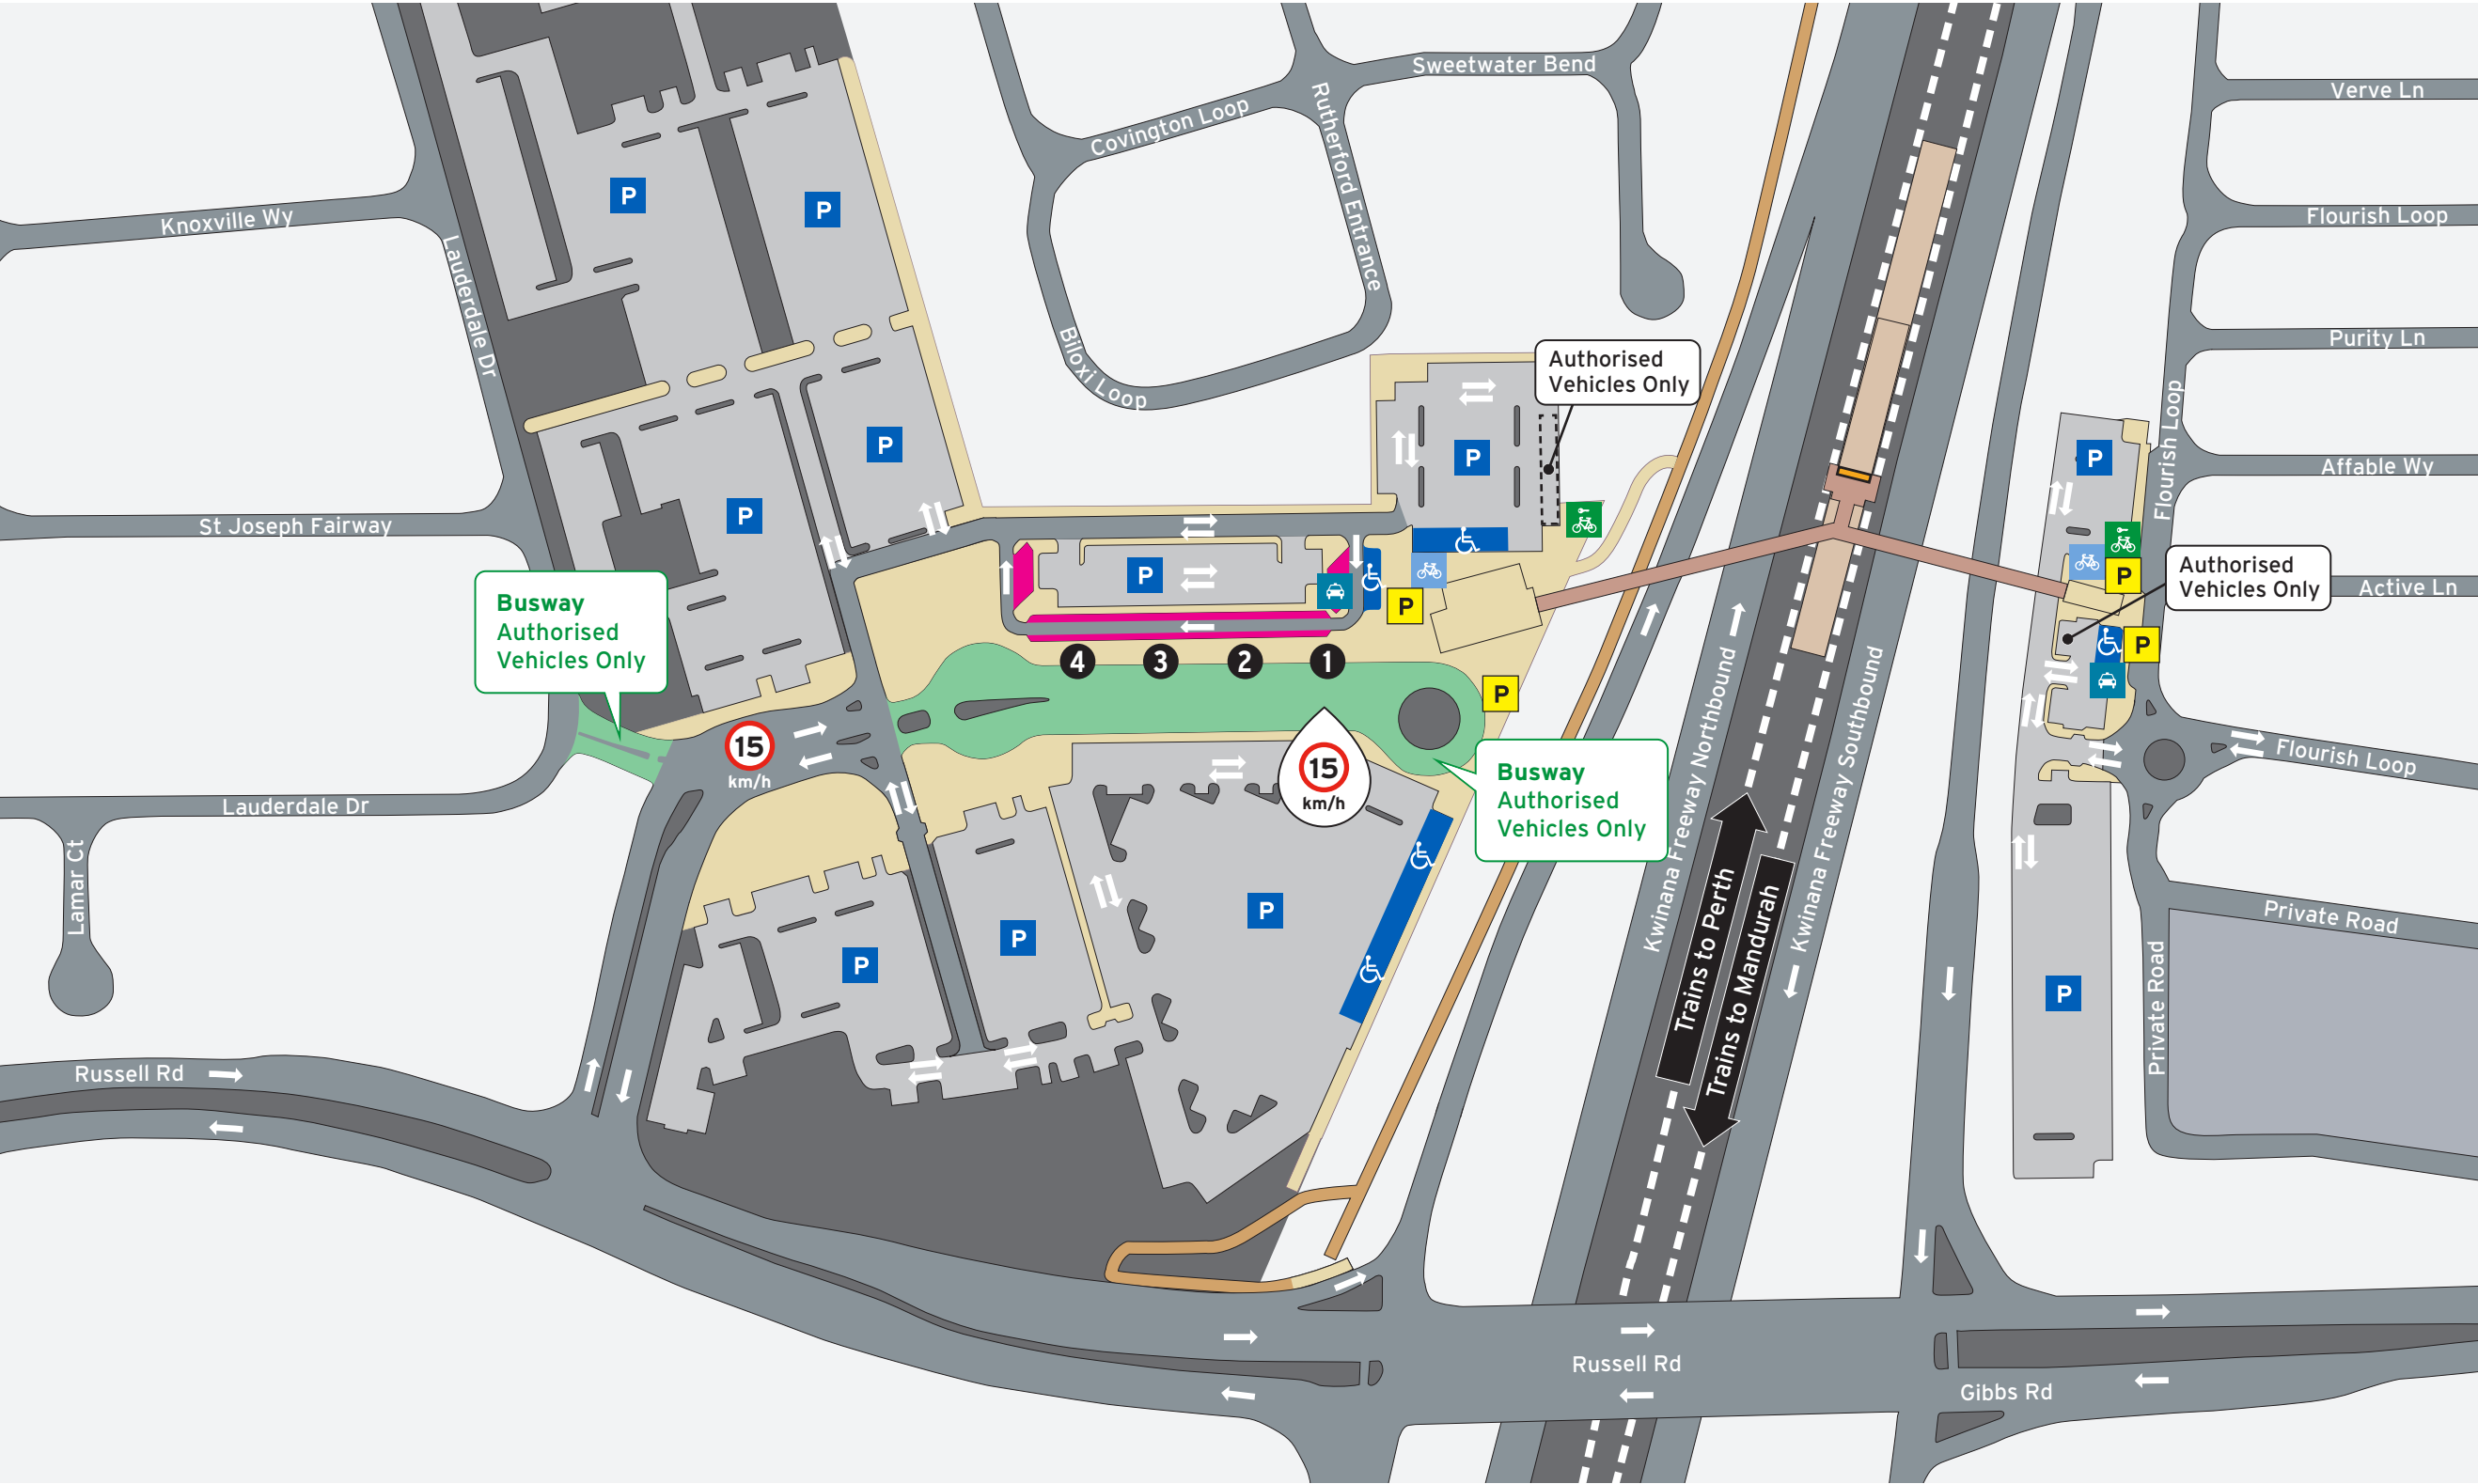 Sweetwater Bend
Verve Ln
Covington Loop
Rutherford Entrance
P
P
Knoxville Wy
Flourish Loop
Lauderdale Dr
Biloxi Loop
Purity Ln
Authorised
Vehicles Only
Flourish Loop
P
P
P
Affable Wy
P
St Joseph Fairway
P
P
P
Authorised
Vehicles Only
Active Ln
Busway
Authorised
Vehicles Only
P
P
4
3
2
1
P
15
km/h
15
km/h
Busway
Authorised
Vehicles Only
Kwinana Freeway Northbound
Kwinana Freeway Southbound
Flourish Loop
Lauderdale Dr
Lamar Ct
P
P
P
Trains to Perth
Trains to Mandurah
Private Road
Private Road
P
Russell Rd
Russell Rd
Gibbs Rd